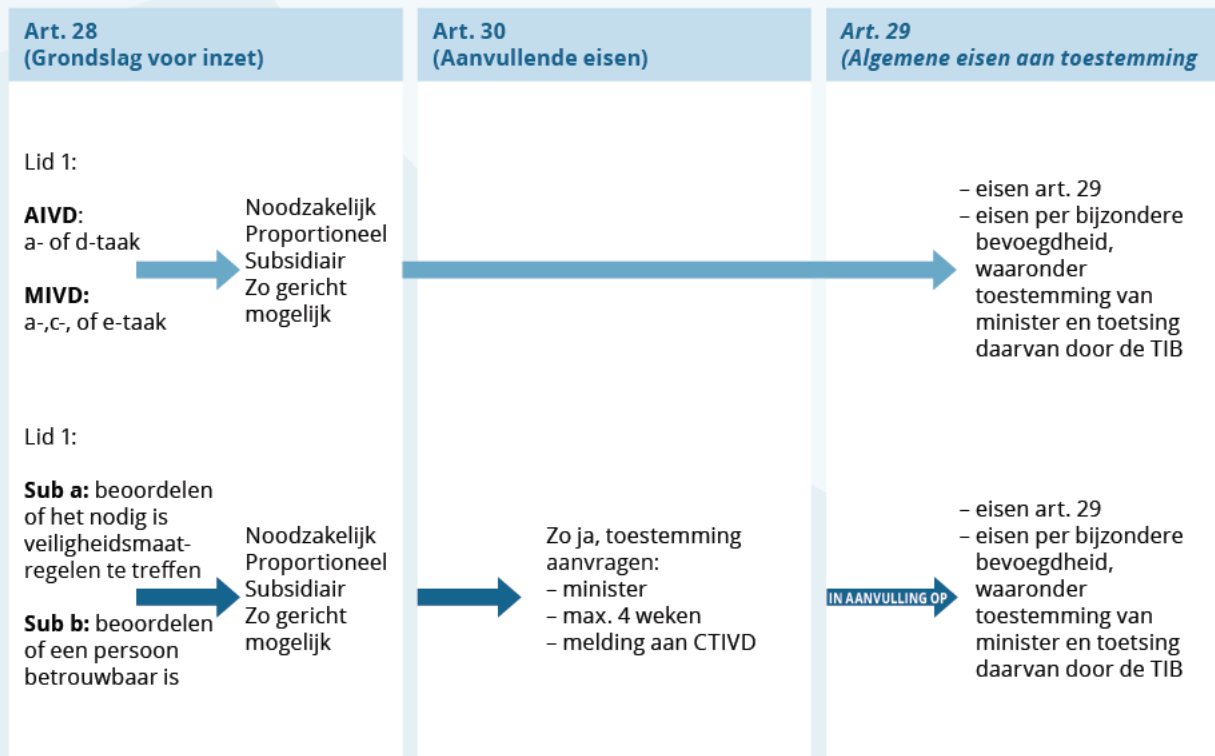 Art. 28
(Grondslag voor inzet)
Art. 30
(Aanvullende eisen)
Art. 29
(Algemene eisen aan toestemming
Lid 1:
AIVD:
a- of d-taak
MIVD:
a-,c-, of e-taak
Noodzakelijk
Proportioneel
Subsidiair
Zo gericht
mogelijk
– eisen art. 29
– eisen per bijzondere
bevoegdheid,
waaronder
toestemming van
minister en toetsing
daarvan door de TIB
Lid 1:
Sub a: beoordelen
of het nodig is
veiligheidsmaat-
regelen te treffen
Sub b: beoordelen
of een persoon
betrouwbaar is
Noodzakelijk
Proportioneel
Subsidiair
Zo gericht
mogelijk
Zo ja, toestemming
aanvragen:
– minister
– max. 4 weken
– melding aan CTIVD
IN AANVULLING OP
– eisen art. 29
– eisen per bijzondere
bevoegdheid,
waaronder
toestemming van
minister en toetsing
daarvan door de TIB